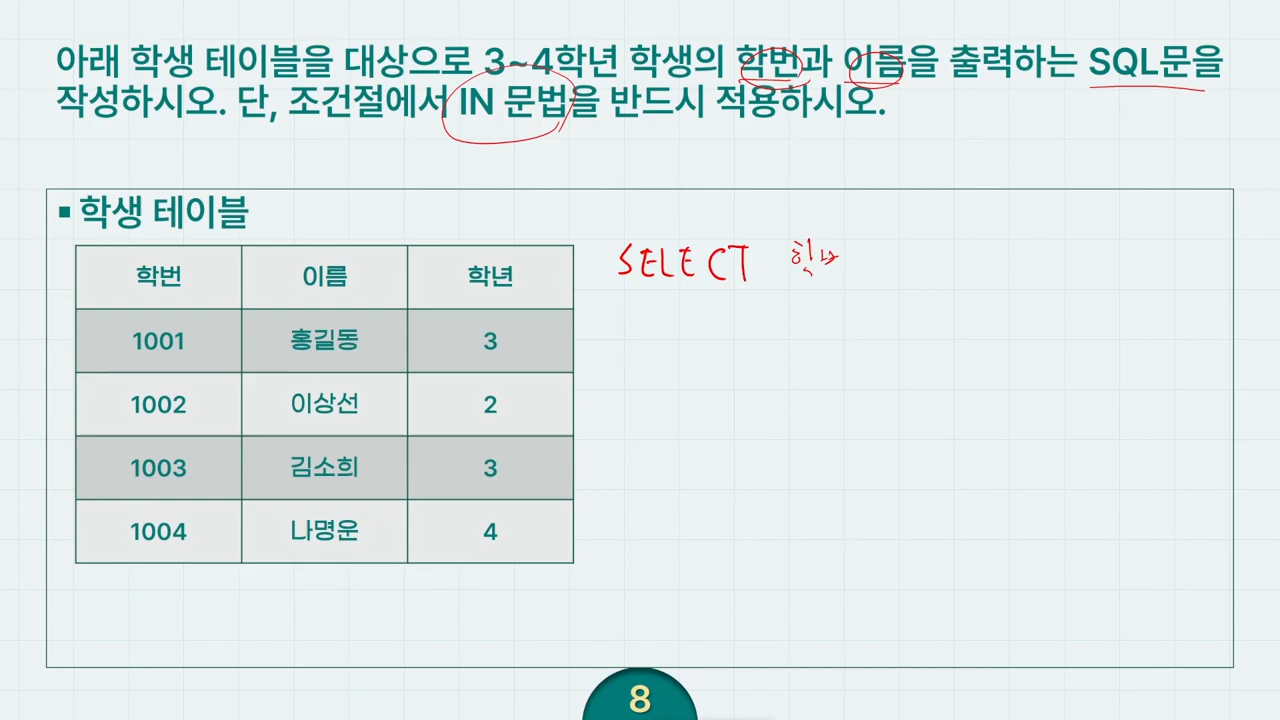 아래 학생 테이블을 대상으로 3~4학년 학생의 학번과 이름을 출력하는 SQL문을
작성하시오. 단, 조건절에서 IN 문법을 반드시 적용하시오.
▪ 학생 테이블
학번 이름 학년
1001 홍길동 3
1002 이상선 2
1003 김소희 3
1004 나명운 4
SELECT
8